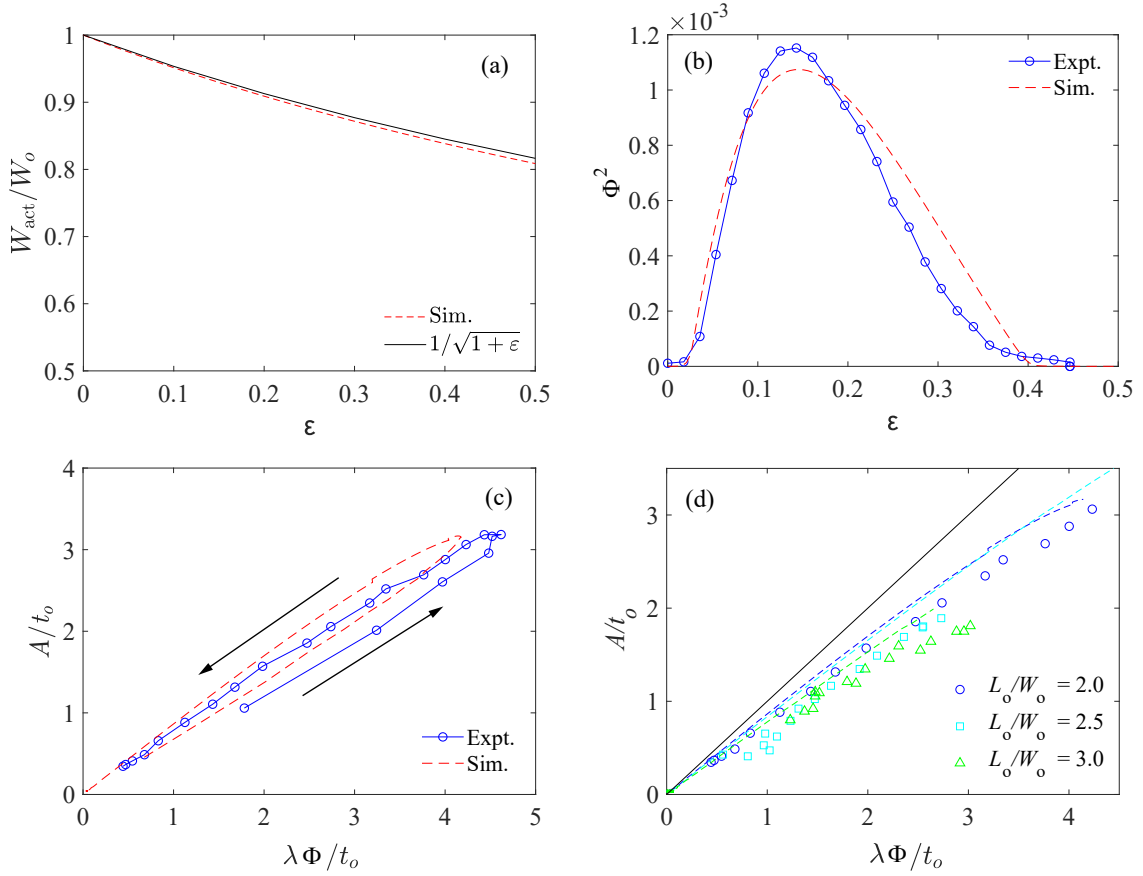 (a)
1
0.9
0.8
0.7
0.6
0.5
W_act/W_o
Sim.
1/√1 + ε
0 0.1 0.2 0.3 0.4 0.5
ε
×10^-3
(b)
1.2
1
0.8
0.6
0.4
0.2
0
Φ^2
Expt.
Sim.
0 0.1 0.2 0.3 0.4 0.5
ε
(c)
4
3
2
1
0
A/t_o
Expt.
Sim.
0 1 2 3 4 5
λ Φ/t_o
(d)
3
2
1
0
A/t_o
L_o/W_o = 2.0
L_o/W_o = 2.5
L_o/W_o = 3.0
0 1 2 3 4
λ Φ/t_o